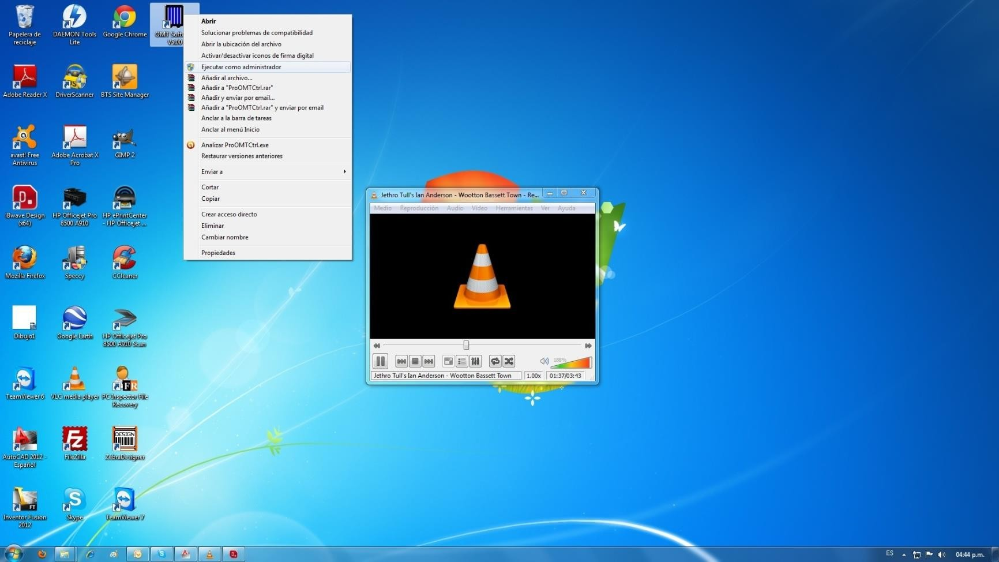 Papelera de
reciclaje
DAEMON Tools
Lite
Google Chrome
OMT Softw
V5.00
Adobe Reader X
DriverScanner
BTS Site Manager
avast! Free
Antivirus
Adobe Acrobat X
Pro
GIMP 2
iBwave Design
(x64)
HP Officejet Pro
8500 A910
HP ePrintCenter
- HP Officejet ...
Mozilla Firefox
Speccy
CCleaner
Dibujo1
Google Earth
HP Officejet Pro
8500 A910 Scan
TeamViewer 6
VLC media player
PC Inspector File
Recovery
FR
AutoCAD 2012 -
Español
FileZilla
DESIGN
ZebraDesigner
Inventor Fusion
2012
Skype
TeamViewer 7
Abrir
Solucionar problemas de compatibilidad
Abrir la ubicación del archivo
Activar/desactivar iconos de firma digital
Ejecutar como administrador
Añadir al archivo...
Añadir a "ProOMTCtrl.rar"
Añadir y enviar por email...
Añadir a "ProOMTCtrl.rar" y enviar por email
Anclar a la barra de tareas
Anclar al menú Inicio
Analizar ProOMTCtrl.exe
Restaurar versiones anteriores
Enviar a
Cortar
Copiar
Crear acceso directo
Eliminar
Cambiar nombre
Propiedades
Jethro Tull's Ian Anderson - Wootton Bassett Town - Re...
Medio Reproducción Audio Vídeo Herramientas Ver Ayuda
188%
Jethro Tull's Ian Anderson - Wootton Bassett Town 1.00x 01:37/03:43
ES 04:44 p.m.